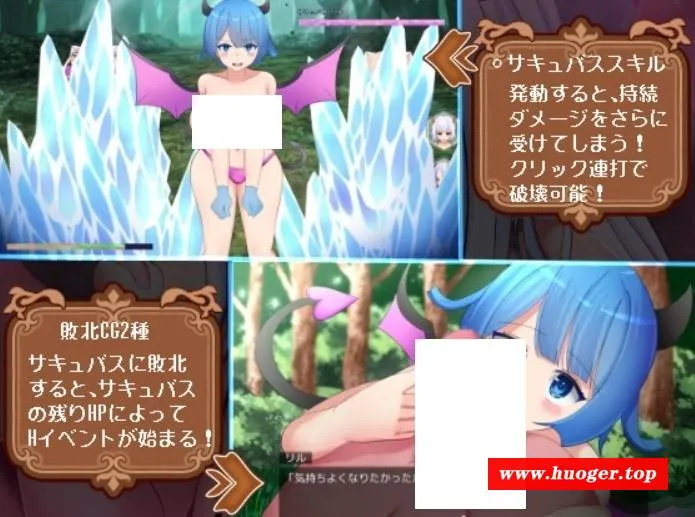 サキュバススキル
発動すると、持続
ダメージをさらに
受けてしまう！
クリック連打で
破壊可能！
敗北CG2種
サキュバスに敗北
すると、サキュバス
の残りHPによって
Hイベントが始まる！
リル
「気持ちよくなりたかった
www.huoger.top